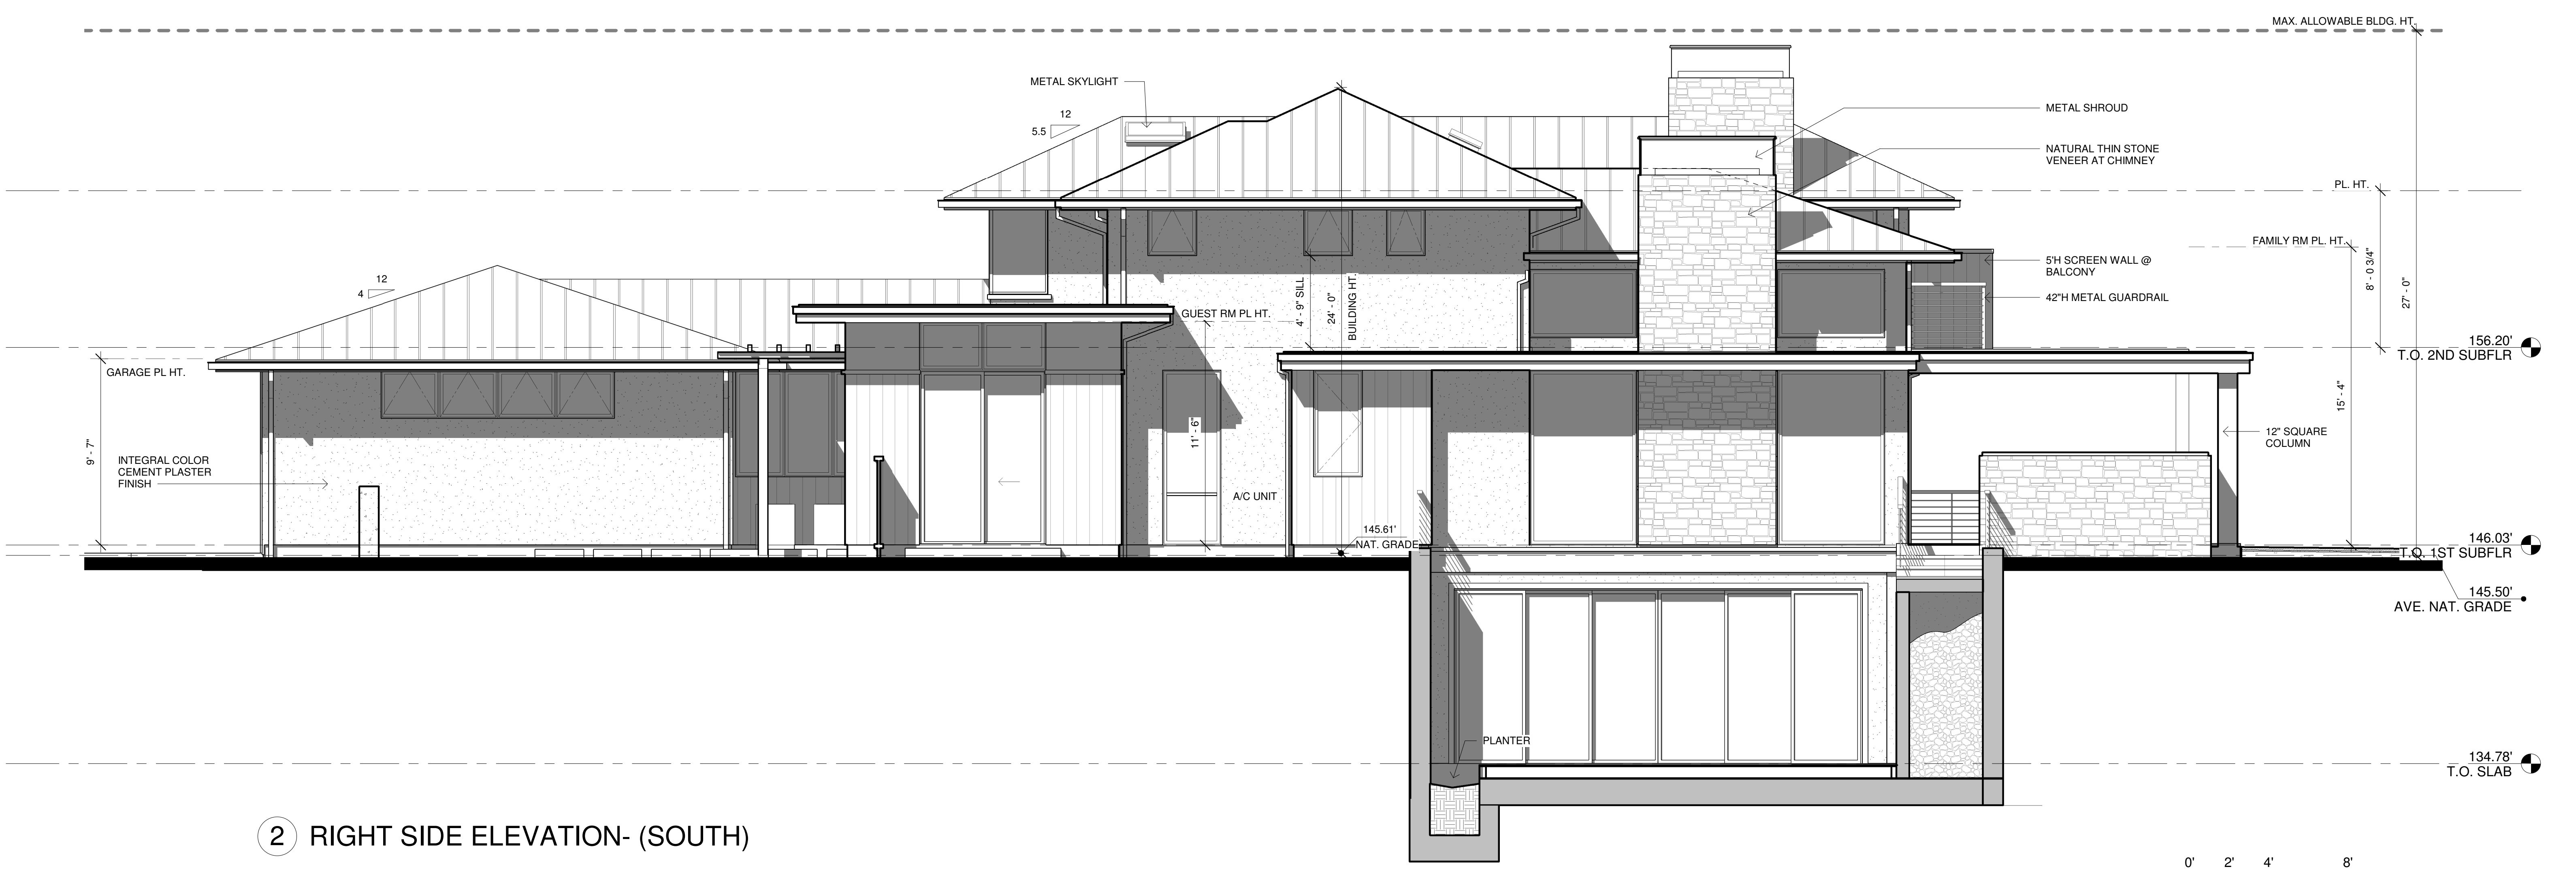 MAX. ALLOWABLE BLDG. HT.
METAL SKYLIGHT
12
5.5
METAL SHROUD
NATURAL THIN STONE
VENEER AT CHIMNEY
PL. HT.
FAMILY RM PL. HT.
5'H SCREEN WALL @
BALCONY
42"H METAL GUARDRAIL
8' - 0 3/4"
27' - 0"
12
4
GUEST RM PL HT.
4' - 9" SILL
24' - 0"
BUILDING HT.
156.20'
T.O. 2ND SUBFLR
GARAGE PL HT.
15' - 4"
9' - 7"
11' - 6"
12" SQUARE
COLUMN
INTEGRAL COLOR
CEMENT PLASTER
FINISH
A/C UNIT
145.61'
NAT. GRADE
146.03'
T.O. 1ST SUBFLR
145.50'
AVE. NAT. GRADE
PLANTER
134.78'
T.O. SLAB
2 RIGHT SIDE ELEVATION- (SOUTH)
0' 2' 4' 8'